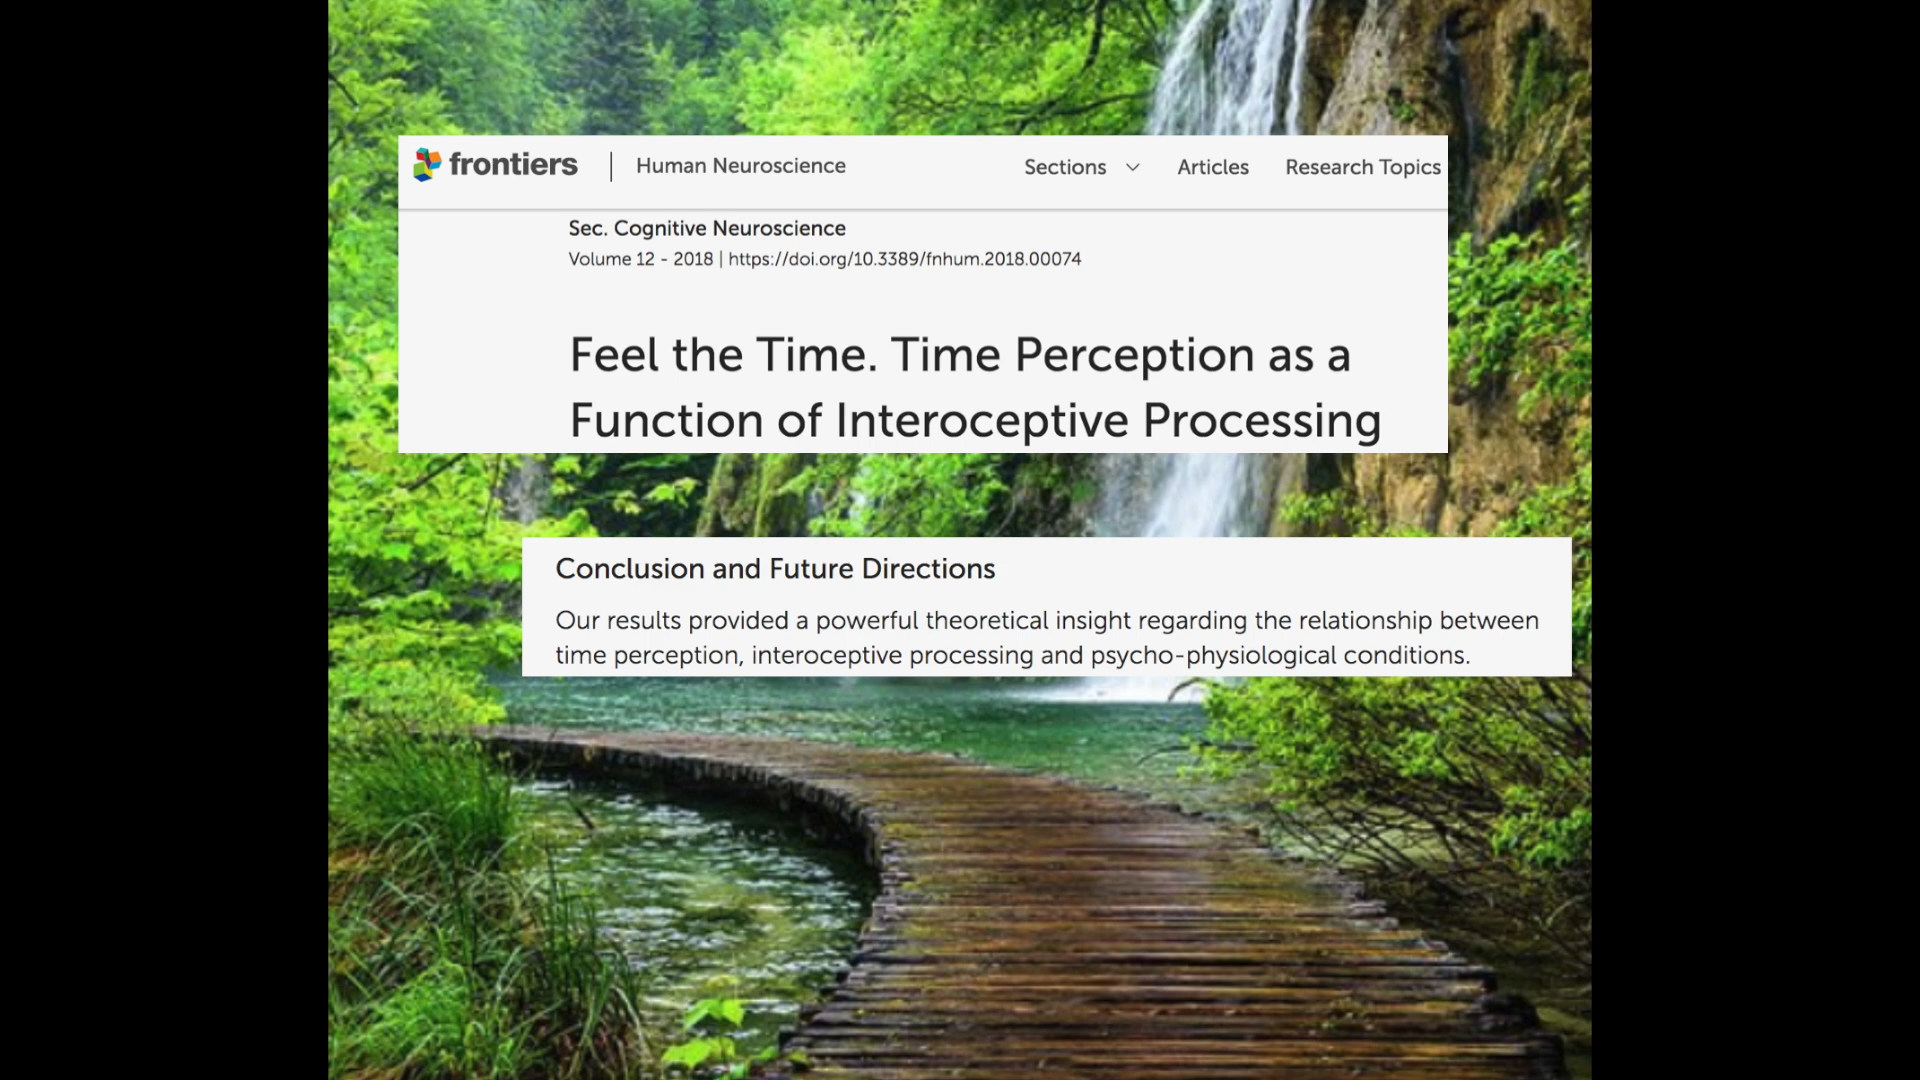 frontiers | Human Neuroscience Sections Articles Research Topics
Sec. Cognitive Neuroscience
Volume 12 - 2018 | https://doi.org/10.3389/fnhum.2018.00074
Feel the Time. Time Perception as a
Function of Interoceptive Processing
Conclusion and Future Directions
Our results provided a powerful theoretical insight regarding the relationship between
time perception, interoceptive processing and psycho-physiological conditions.